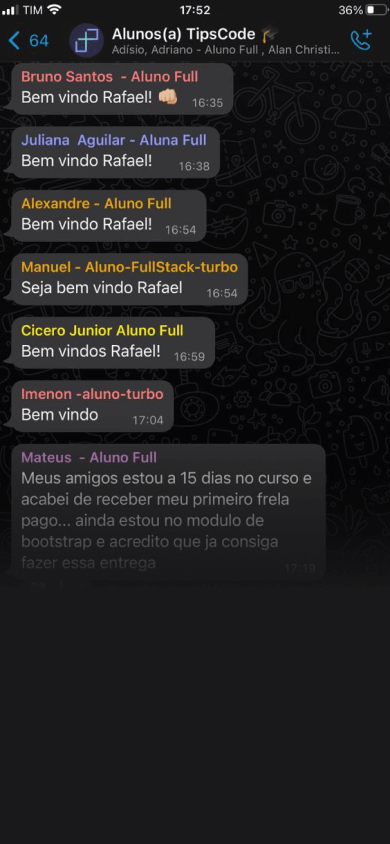 TIM 17:52 36%
64 Alunos(a) TipsCode
Adísio, Adriano - Aluno Full , Alan Christi...
Bruno Santos - Aluno Full
Bem vindo Rafael! 👊🏼 16:35
Juliana Aguilar - Aluna Full
Bem vindo Rafael! 16:38
Alexandre - Aluno Full
Bem vindo Rafael! 16:54
Manuel - Aluno-FullStack-turbo
Seja bem vindo Rafael 16:54
Cicero Junior Aluno Full
Bem vindos Rafael! 16:59
Imenon -aluno-turbo
Bem vindo 17:04
Mateus - Aluno Full
Meus amigos estou a 15 dias no curso e
acabei de receber meu primeiro frela
pago... ainda estou no modulo de
bootstrap e acredito que ja consiga
fazer essa entrega 17:19